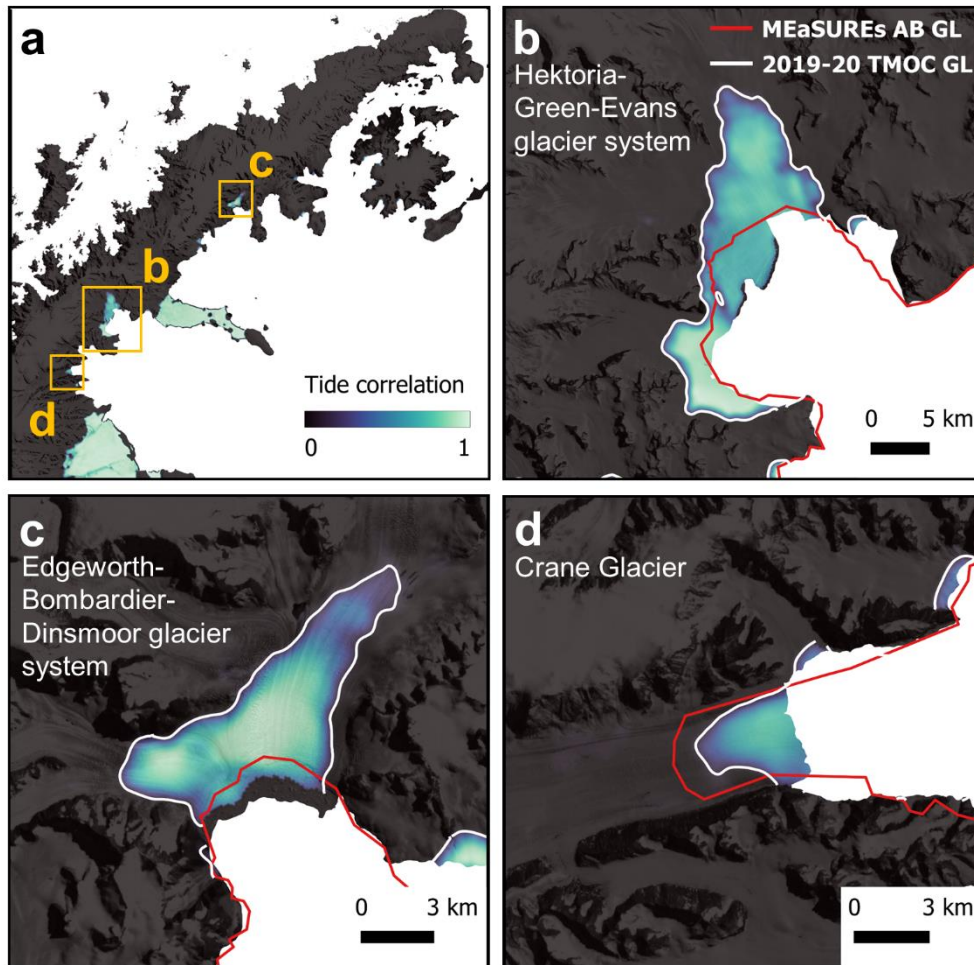 a
c
b
d
Tide correlation
0 1
b
MEaSUREs AB GL
2019-20 TMOC GL
Hektoria-
Green-Evans
glacier system
0 5 km
c
Edgeworth-
Bombardier-
Dinsmoor glacier
system
0 3 km
d
Crane Glacier
0 3 km